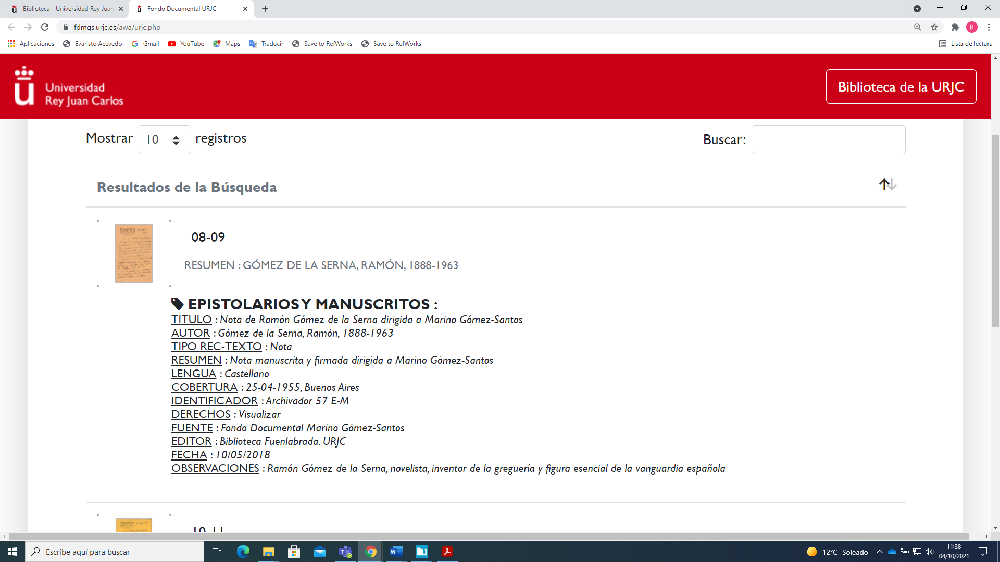 Biblioteca - Universidad Rey Juan
Fondo Documental URJC
fdmgs.urjc.es/awa/urjc.php
B
Aplicaciones
Evaristo Acevedo
Gmail
YouTube
Maps
Traducir
Save to RefWorks
Save to RefWorks
Lista de lectura
Universidad
Rey Juan Carlos
Biblioteca de la URJC
Mostrar 10 registros
Buscar:
Resultados de la Búsqueda
08-09
RESUMEN : GÓMEZ DE LA SERNA, RAMÓN, 1888-1963
EPISTOLARIOS Y MANUSCRITOS :
TITULO : Nota de Ramón Gómez de la Serna dirigida a Marino Gómez-Santos
AUTOR : Gómez de la Serna, Ramón, 1888-1963
TIPO REC-TEXTO : Nota
RESUMEN : Nota manuscrita y firmada dirigida a Marino Gómez-Santos
LENGUA : Castellano
COBERTURA : 25-04-1955, Buenos Aires
IDENTIFICADOR : Archivador 57 E-M
DERECHOS : Visualizar
FUENTE : Fondo Documental Marino Gómez-Santos
EDITOR : Biblioteca Fuenlabrada. URJC
FECHA : 10/05/2018
OBSERVACIONES : Ramón Gómez de la Serna, novelista, inventor de la greguería y figura esencial de la vanguardia española
RAMÓN
RAMÓN
10-11
Escribe aquí para buscar
12°C Soleado
11:38
04/10/2021